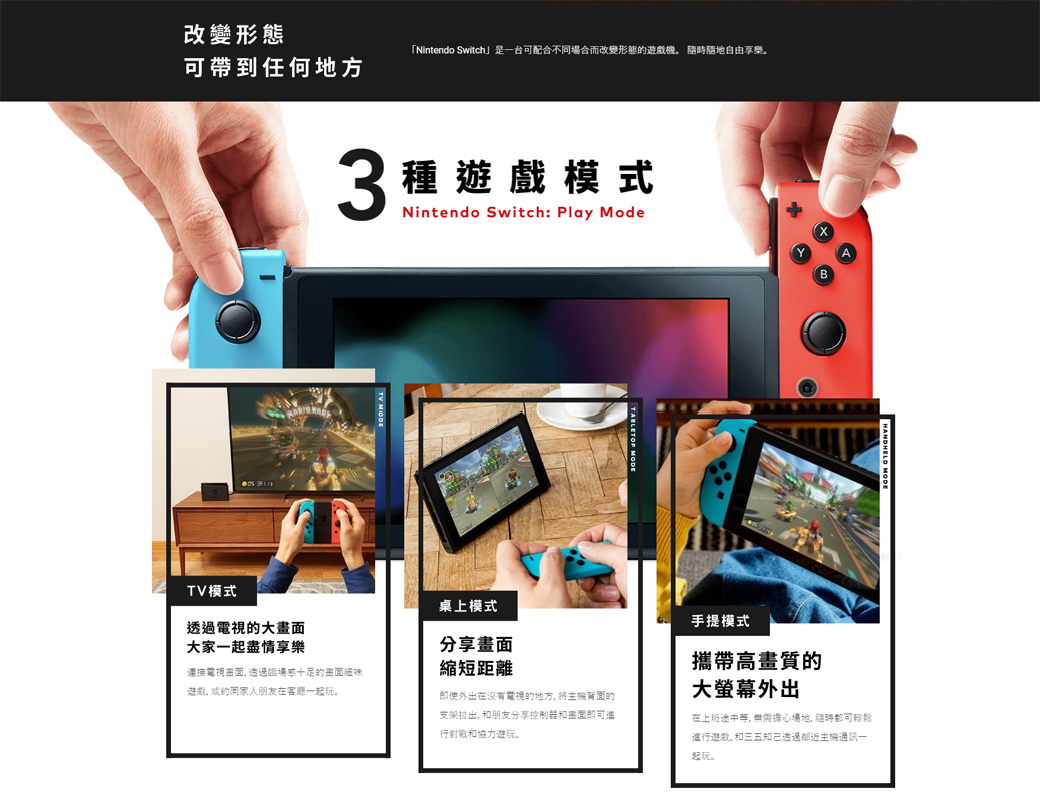 改變形態
可帶到任何地方
「Nintendo Switch」是一台可配合不同場合而改變形態的遊戲機。 隨時隨地自由享樂。
3種遊戲模式
Nintendo Switch: Play Mode
X
Y
A
B
TV MODE
TV模式
透過電視的大畫面
大家一起盡情享樂
連接電視畫面, 透過臨場感十足的畫面細味
遊戲, 或約同家人朋友在客廳一起玩。
TABLETOP MODE
桌上模式
分享畫面
縮短距離
即使外出在沒有電視的地方, 將主機背面的
支架拉出, 和朋友分享控制器和畫面即可進
行對戰和協力遊玩。
HANDHELD MODE
手提模式
攜帶高畫質的
大螢幕外出
在上班途中等, 無需擔心場地, 隨時都可輕鬆
進行遊戲。和三五知己透過鄰近主機通訊一
起玩。